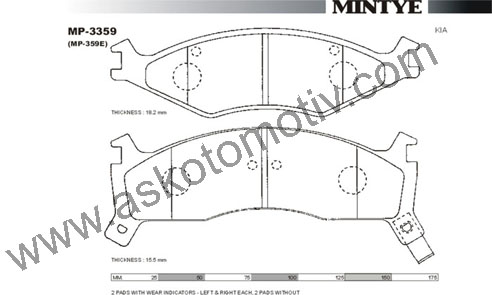 MINTYE
MP-3359
(MP-359E)
KIA
THICKNESS : 16.2 mm
www.askotomotiv.com
THICKNESS : 15.5 mm
MM 25 50 75 100 125 150 175
2 PADS WITH WEAR INDICATORS - LEFT & RIGHT EACH, 2 PADS WITHOUT